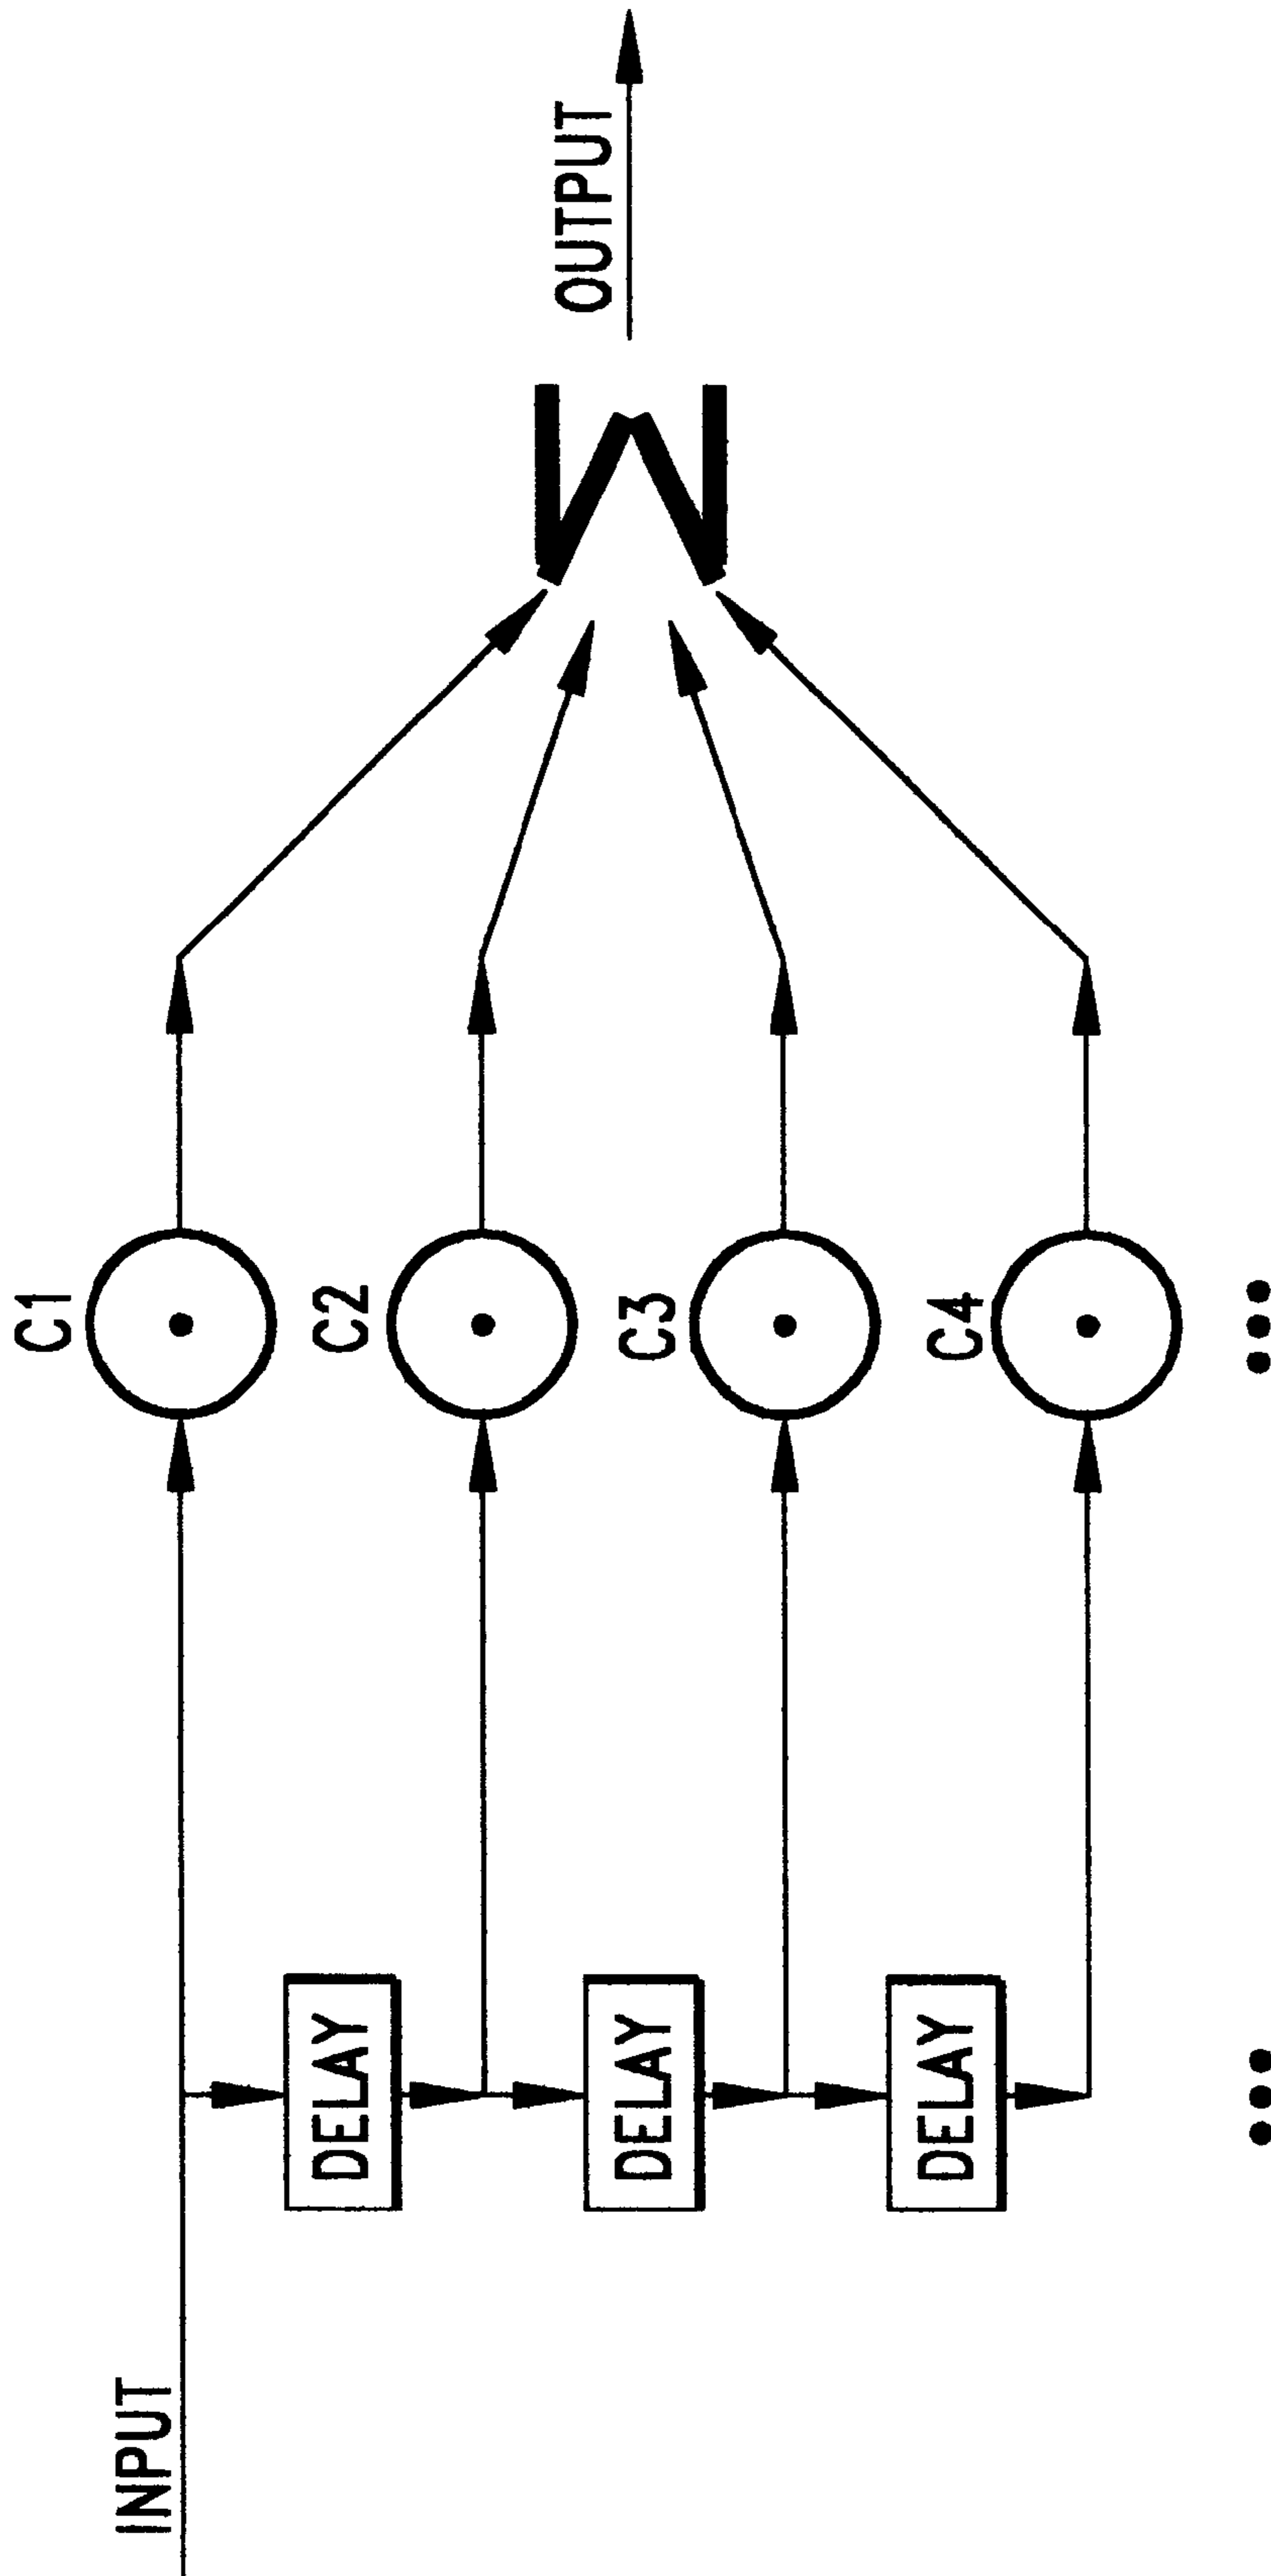 INPUT
DELAY
DELAY
DELAY
C1
C2
C3
C4
Σ
OUTPUT